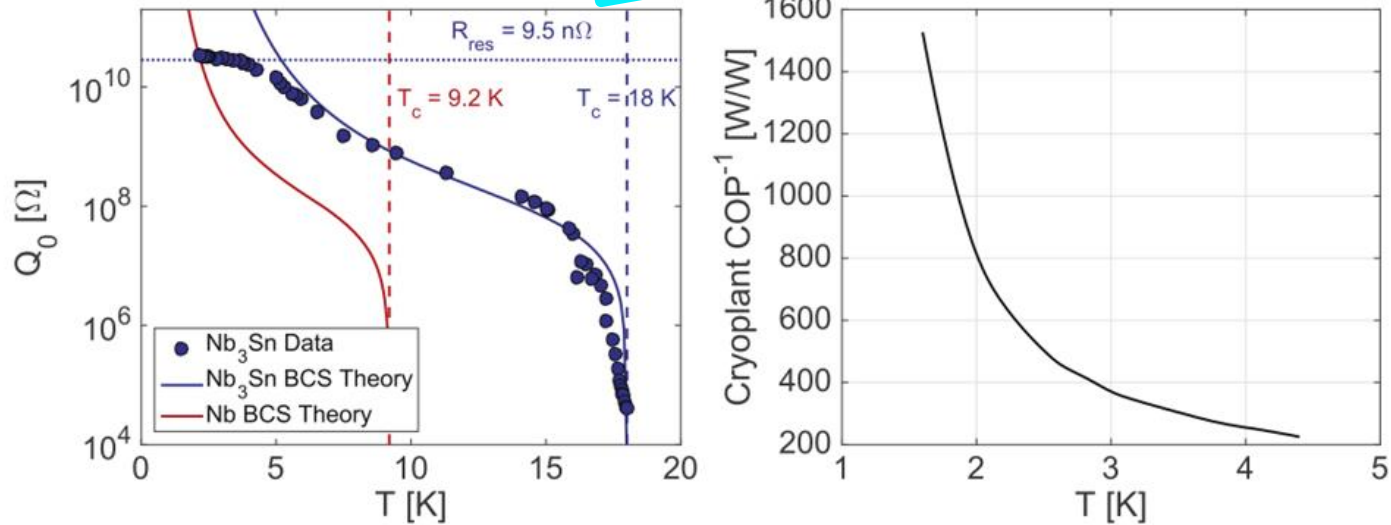 R_res = 9.5 nΩ
10^10
T_c = 9.2 K
T_c = 18 K
Q_0 [Ω]
10^8
10^6
Nb_3Sn Data
Nb_3Sn BCS Theory
Nb BCS Theory
10^4
0 5 10 15 20
T [K]
1600
1400
1200
1000
800
600
400
200
Cryoplant COP^-1 [W/W]
1 2 3 4 5
T [K]